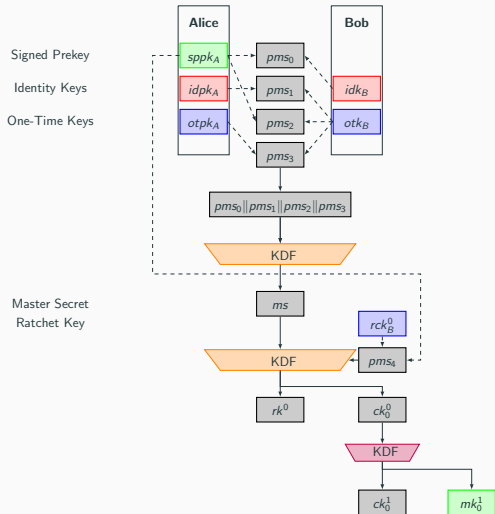 Alice Bob
Signed Prekey sppk_A pms_0
Identity Keys idpk_A pms_1 idk_B
One-Time Keys otpk_A pms_2 otk_B
pms_3
pms_0||pms_1||pms_2||pms_3
KDF
Master Secret ms
Ratchet Key rck_B^0
KDF pms_4
rk^0 ck_0^0
KDF
ck_0^1 mk_0^1